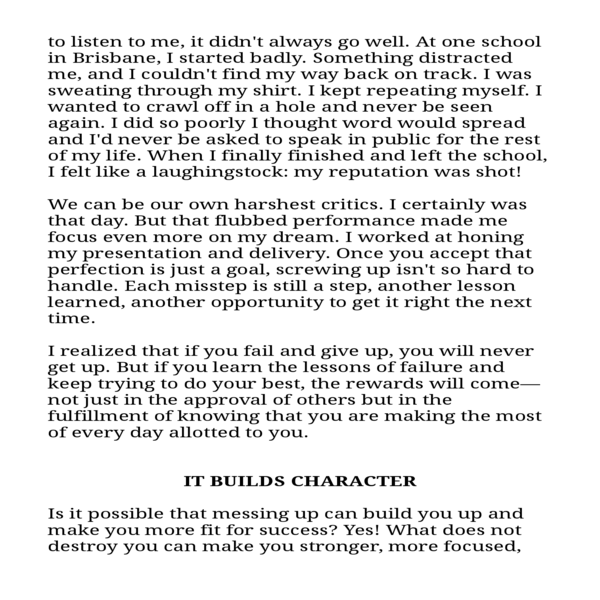 to listen to me, it didn't always go well. At one school
in Brisbane, I started badly. Something distracted
me, and I couldn't find my way back on track. I was
sweating through my shirt. I kept repeating myself. I
wanted to crawl off in a hole and never be seen
again. I did so poorly I thought word would spread
and I'd never be asked to speak in public for the rest
of my life. When I finally finished and left the school,
I felt like a laughingstock: my reputation was shot!
We can be our own harshest critics. I certainly was
that day. But that flubbed performance made me
focus even more on my dream. I worked at honing
my presentation and delivery. Once you accept that
perfection is just a goal, screwing up isn't so hard to
handle. Each misstep is still a step, another lesson
learned, another opportunity to get it right the next
time.
I realized that if you fail and give up, you will never
get up. But if you learn the lessons of failure and
keep trying to do your best, the rewards will come—
not just in the approval of others but in the
fulfillment of knowing that you are making the most
of every day allotted to you.
IT BUILDS CHARACTER
Is it possible that messing up can build you up and
make you more fit for success? Yes! What does not
destroy you can make you stronger, more focused,